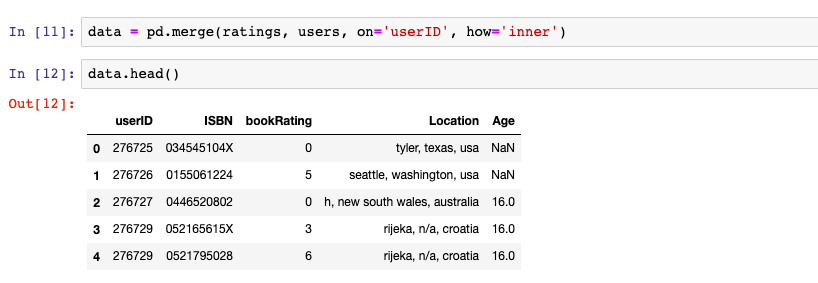 In [11]: data = pd.merge(ratings, users, on='userID', how='inner')
In [12]: data.head()
Out[12]:
userID ISBN bookRating Location Age
0 276725 034545104X 0 tyler, texas, usa NaN
1 276726 0155061224 5 seattle, washington, usa NaN
2 276727 0446520802 0 h, new south wales, australia 16.0
3 276729 052165615X 3 rijeka, n/a, croatia 16.0
4 276729 0521795028 6 rijeka, n/a, croatia 16.0